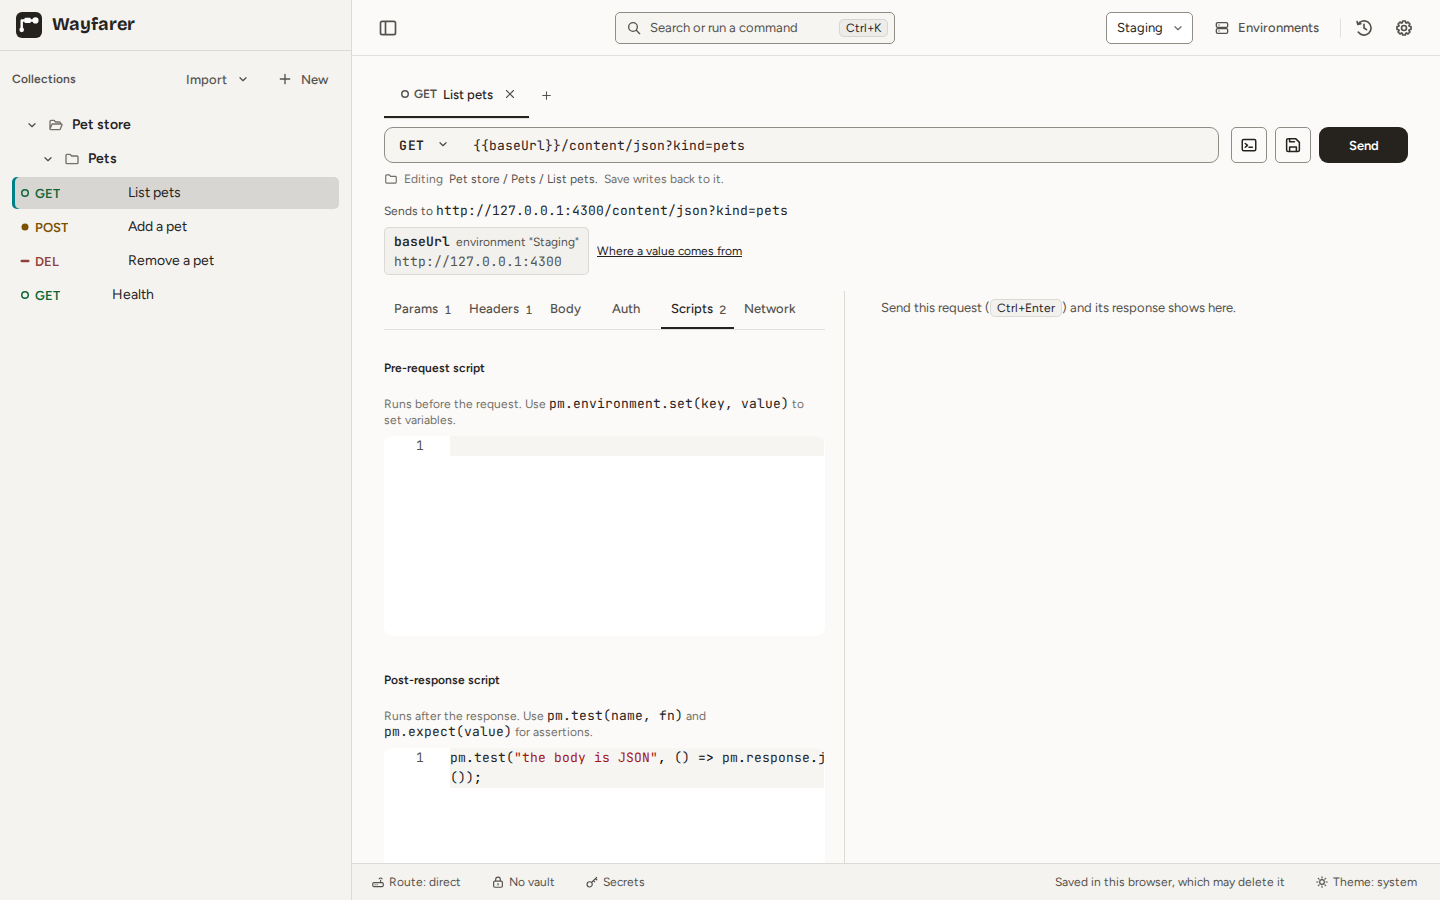 Wayfarer
Search or run a command Ctrl+K
Staging
Environments
Collections
Import
New
Pet store
Pets
GET List pets
POST Add a pet
DEL Remove a pet
GET Health
GET List pets
GET {{baseUrl}}/content/json?kind=pets
Send
Editing Pet store / Pets / List pets. Save writes back to it.
Sends to http://127.0.0.1:4300/content/json?kind=pets
baseUrl environment "Staging"
http://127.0.0.1:4300
Where a value comes from
Params 1 Headers 1 Body Auth Scripts 2 Network
Send this request (Ctrl+Enter) and its response shows here.
Pre-request script
Runs before the request. Use pm.environment.set(key, value) to
set variables.
1
Post-response script
Runs after the response. Use pm.test(name, fn) and
pm.expect(value) for assertions.
1 pm.test("the body is JSON", () => pm.response.j
());
Route: direct
No vault
Secrets
Saved in this browser, which may delete it
Theme: system